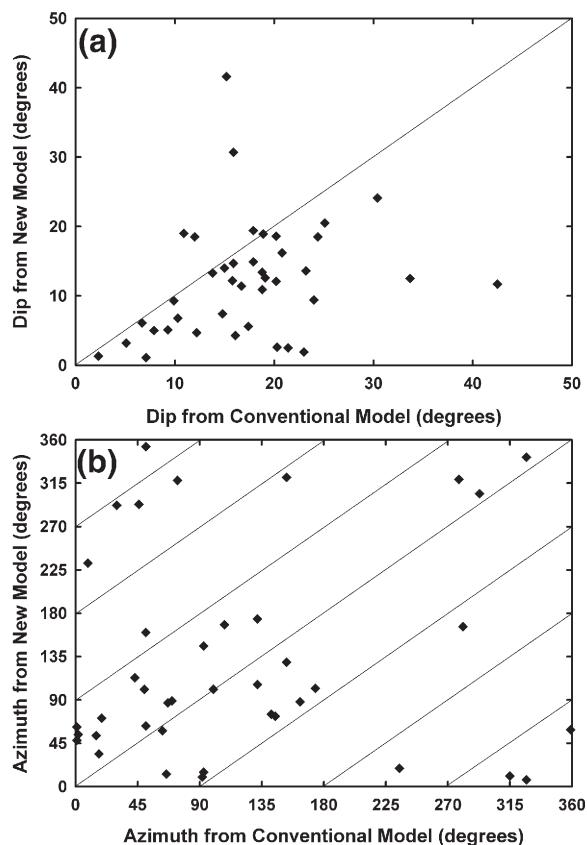 (a)
50
40
30
20
10
0
Dip from New Model (degrees)
0 10 20 30 40 50
Dip from Conventional Model (degrees)
(b)
360
315
270
225
180
135
90
45
0
Azimuth from New Model (degrees)
0 45 90 135 180 225 270 315 360
Azimuth from Conventional Model (degrees)